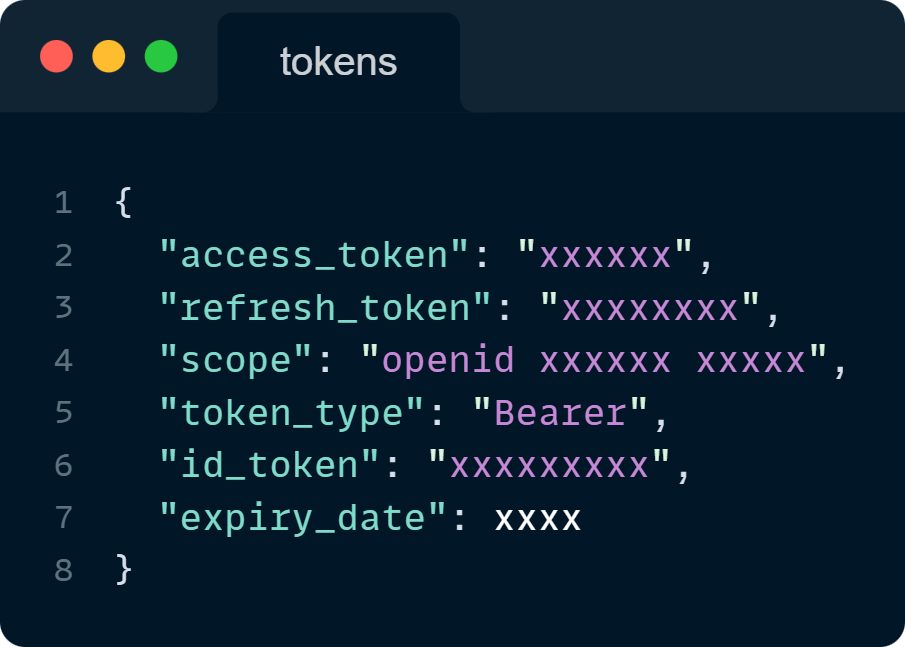 tokens
1 {
2   "access_token": "xxxxxx",
3   "refresh_token": "xxxxxxxx",
4   "scope": "openid xxxxxx xxxxx",
5   "token_type": "Bearer",
6   "id_token": "xxxxxxxxx",
7   "expiry_date": xxxx
8 }